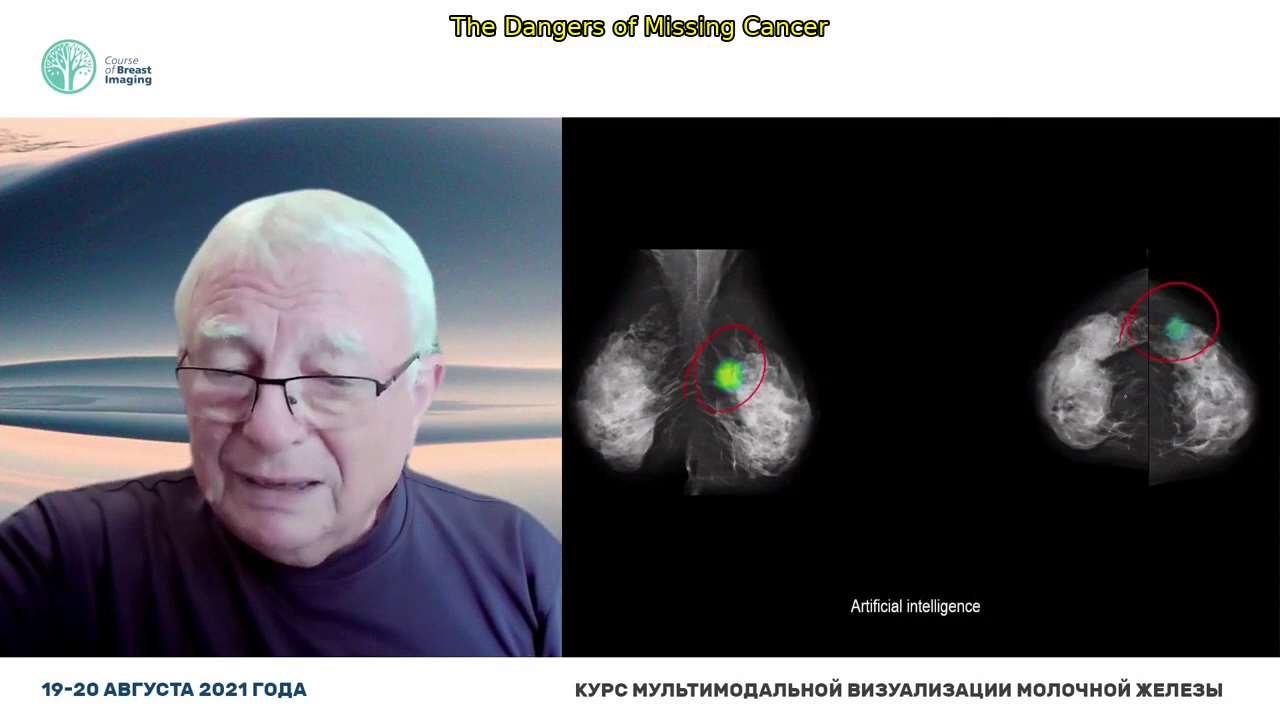 The Dangers of Missing Cancer
Course
of Breast
Imaging
Artificial intelligence
19-20 АВГУСТА 2021 ГОДА
КУРС МУЛЬТИМОДАЛЬНОЙ ВИЗУАЛИЗАЦИИ МОЛОЧНОЙ ЖЕЛЕЗЫ